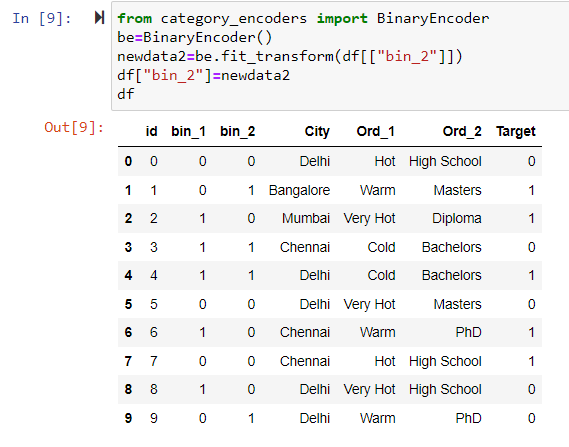 In [9]: from category_encoders import BinaryEncoder
be=BinaryEncoder()
newdata2=be.fit_transform(df[["bin_2"]])
df["bin_2"]=newdata2
df
Out[9]:
id bin_1 bin_2 City Ord_1 Ord_2 Target
0 0 0 0 Delhi Hot High School 0
1 1 0 1 Bangalore Warm Masters 1
2 2 1 0 Mumbai Very Hot Diploma 1
3 3 1 1 Chennai Cold Bachelors 0
4 4 1 1 Delhi Cold Bachelors 1
5 5 0 0 Delhi Very Hot Masters 0
6 6 1 0 Chennai Warm PhD 1
7 7 0 0 Chennai Hot High School 1
8 8 1 0 Delhi Very Hot High School 0
9 9 0 1 Delhi Warm PhD 0